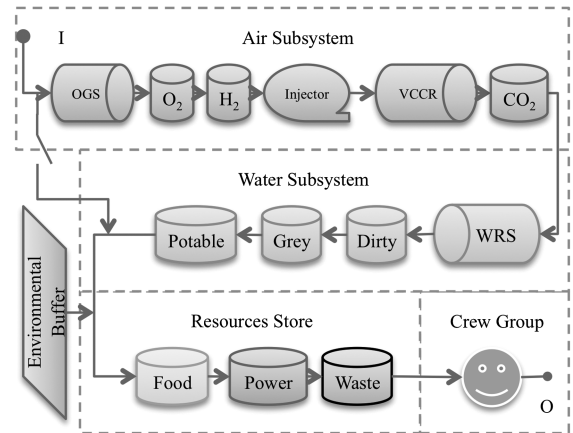 I
Air Subsystem
OGS
O₂
H₂
Injector
VCCR
CO₂
Water Subsystem
Potable
Grey
Dirty
WRS
Environmental
Buffer
Resources Store
Crew Group
Food
Power
Waste
O